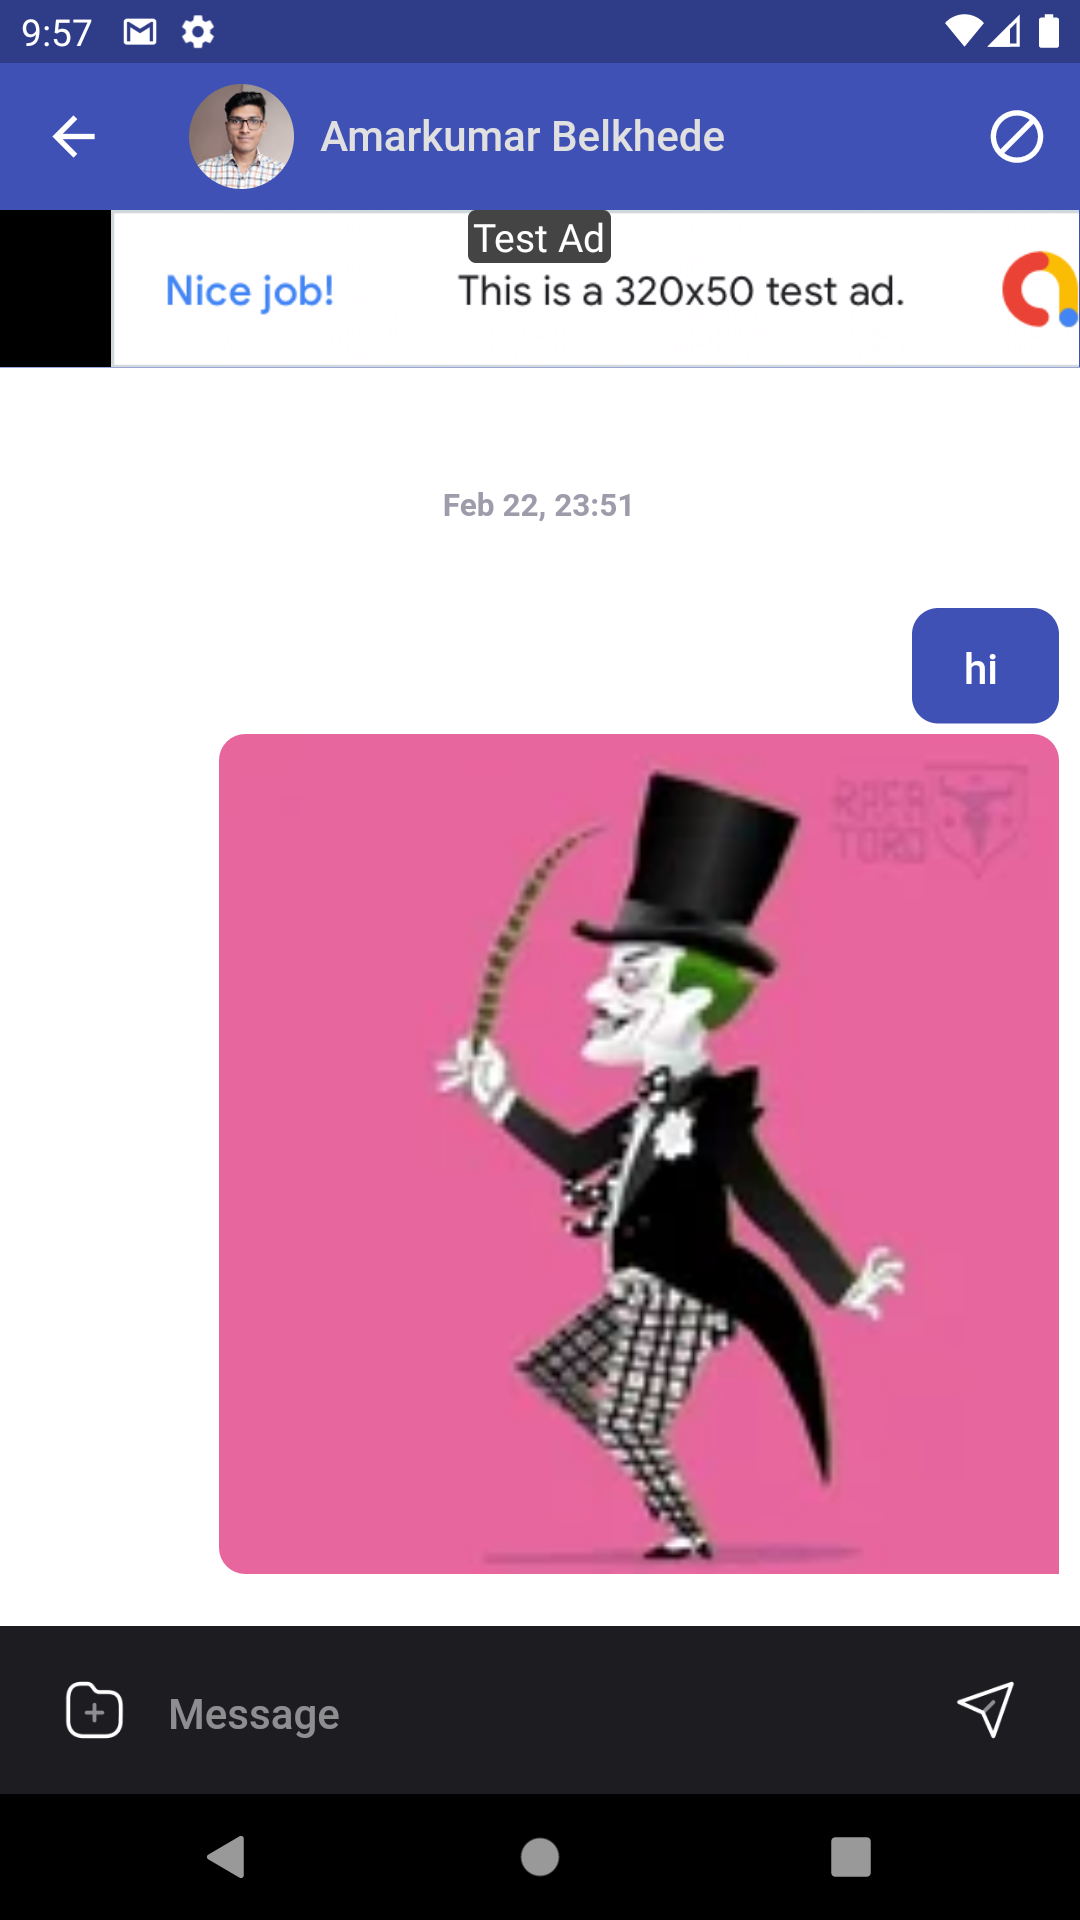 9:57
Amarkumar Belkhede
Test Ad
Nice job!
This is a 320x50 test ad.
Feb 22, 23:51
hi
RAFA
TORO
Message